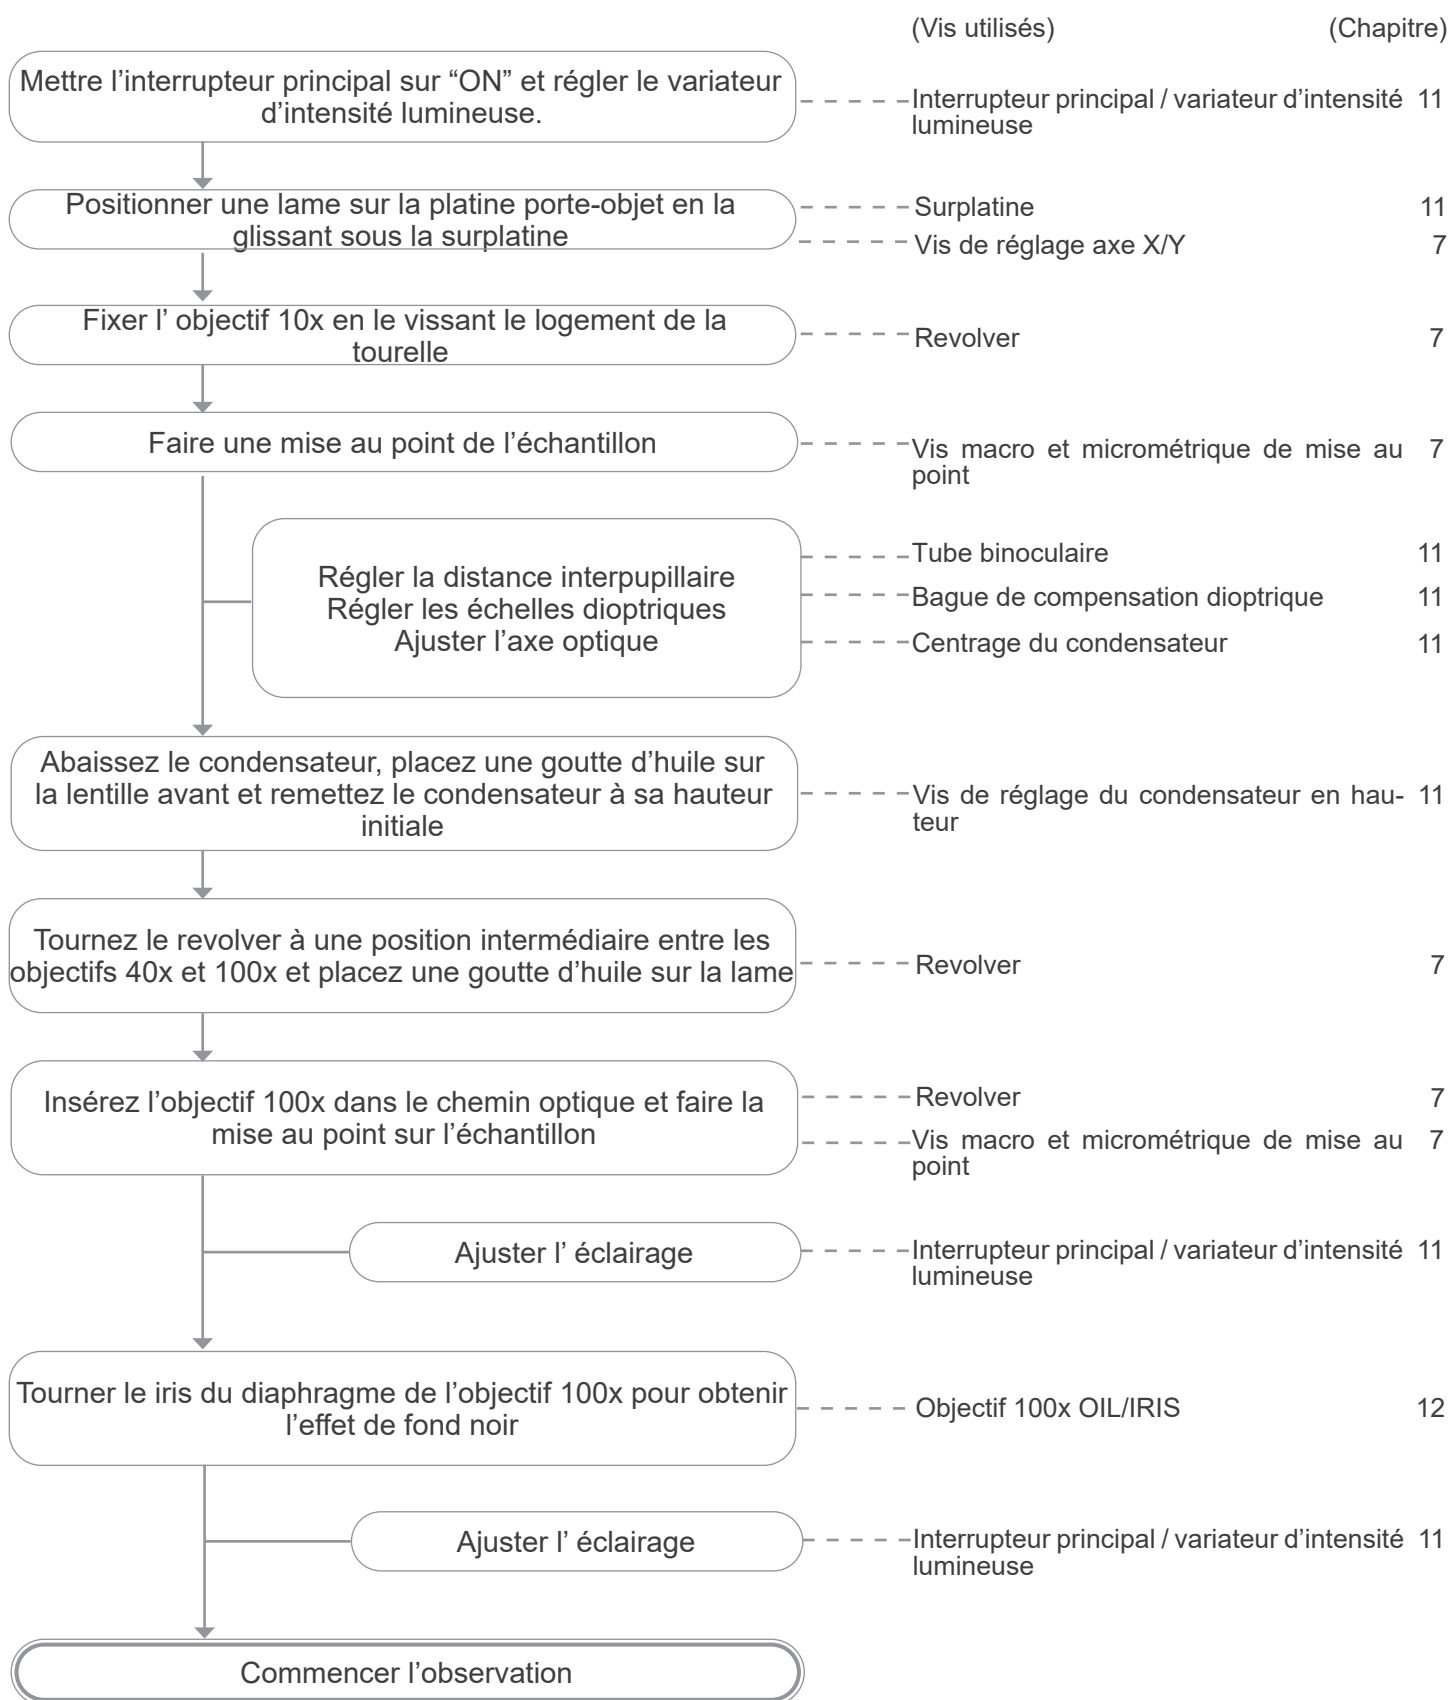 (Vis utilisés) (Chapitre)
Mettre l’interrupteur principal sur “ON” et régler le variateur
d’intensité lumineuse.
Interrupteur principal / variateur d’intensité 11
lumineuse
Positionner une lame sur la platine porte-objet en la
glissant sous la surplatine
Surplatine 11
Vis de réglage axe X/Y 7
Fixer l’ objectif 10x en le vissant le logement de la
tourelle
Revolver 7
Faire une mise au point de l’échantillon
Vis macro et micrométrique de mise au 7
point
Régler la distance interpupillaire
Régler les échelles dioptriques
Ajuster l’axe optique
Tube binoculaire 11
Bague de compensation dioptrique 11
Centrage du condensateur 11
Abaissez le condensateur, placez une goutte d’huile sur
la lentille avant et remettez le condensateur à sa hauteur
initiale
Vis de réglage du condensateur en hau- 11
teur
Tournez le revolver à une position intermédiaire entre les
objectifs 40x et 100x et placez une goutte d’huile sur la lame
Revolver 7
Insérez l’objectif 100x dans le chemin optique et faire la
mise au point sur l’échantillon
Revolver 7
Vis macro et micrométrique de mise au 7
point
Ajuster l’ éclairage
Interrupteur principal / variateur d’intensité 11
lumineuse
Tourner le iris du diaphragme de l’objectif 100x pour obtenir
l’effet de fond noir
Objectif 100x OIL/IRIS 12
Ajuster l’ éclairage
Interrupteur principal / variateur d’intensité 11
lumineuse
Commencer l’observation